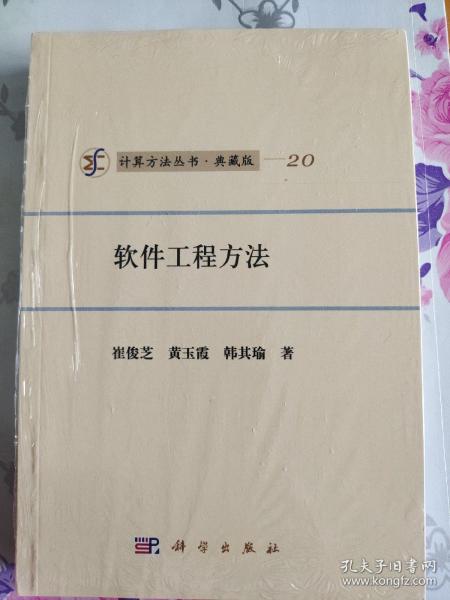 计算方法丛书·典藏版 —20
软件工程方法
崔俊芝 黄玉霞 韩其瑜 著
科学出版社
孔夫子旧书网
www.kongfz.com